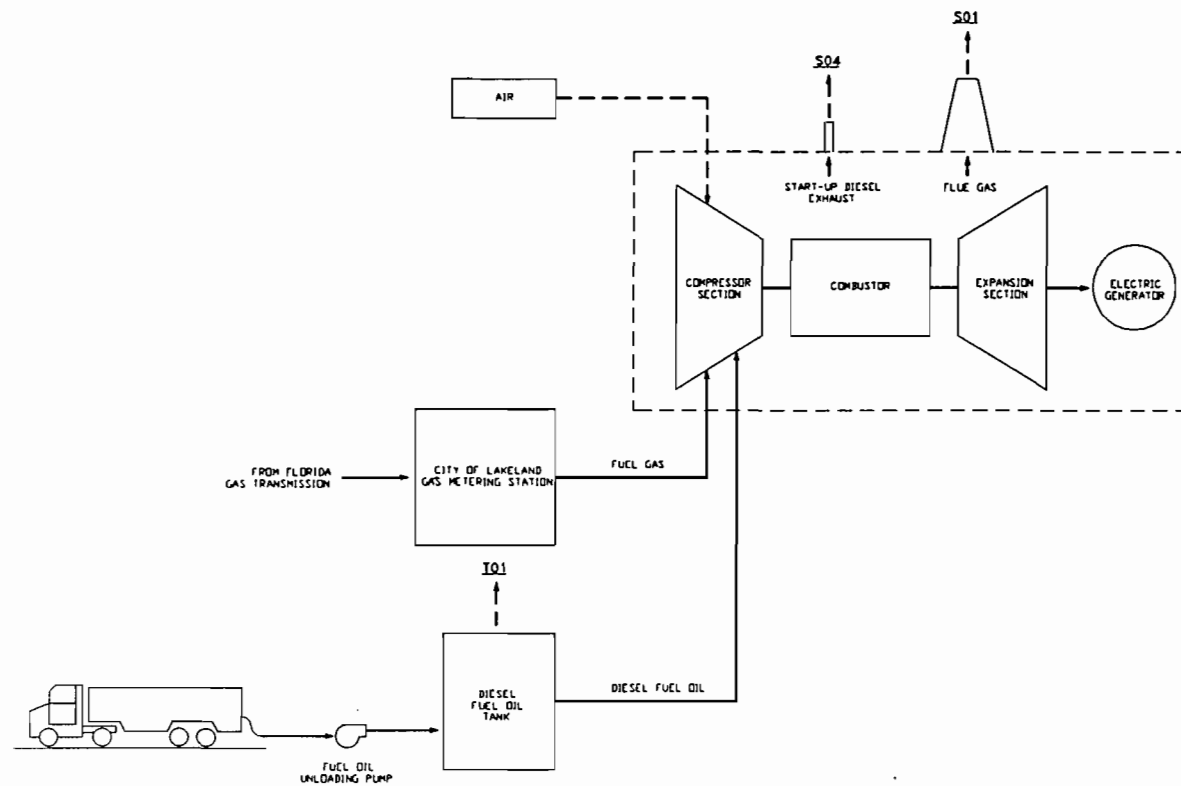 S01
S04
AIR
START-UP DIESEL
EXHAUST
FLUE GAS
COMPRESSOR
SECTION
COMBUSTOR
EXPANSION
SECTION
ELECTRIC
GENERATOR
FROM FLORIDA
GAS TRANSMISSION
CITY OF LAKELAND
GAS METERING STATION
FUEL GAS
T01
DIESEL
FUEL OIL
TANK
DIESEL FUEL OIL
FUEL OIL
UNLOADING PUMP